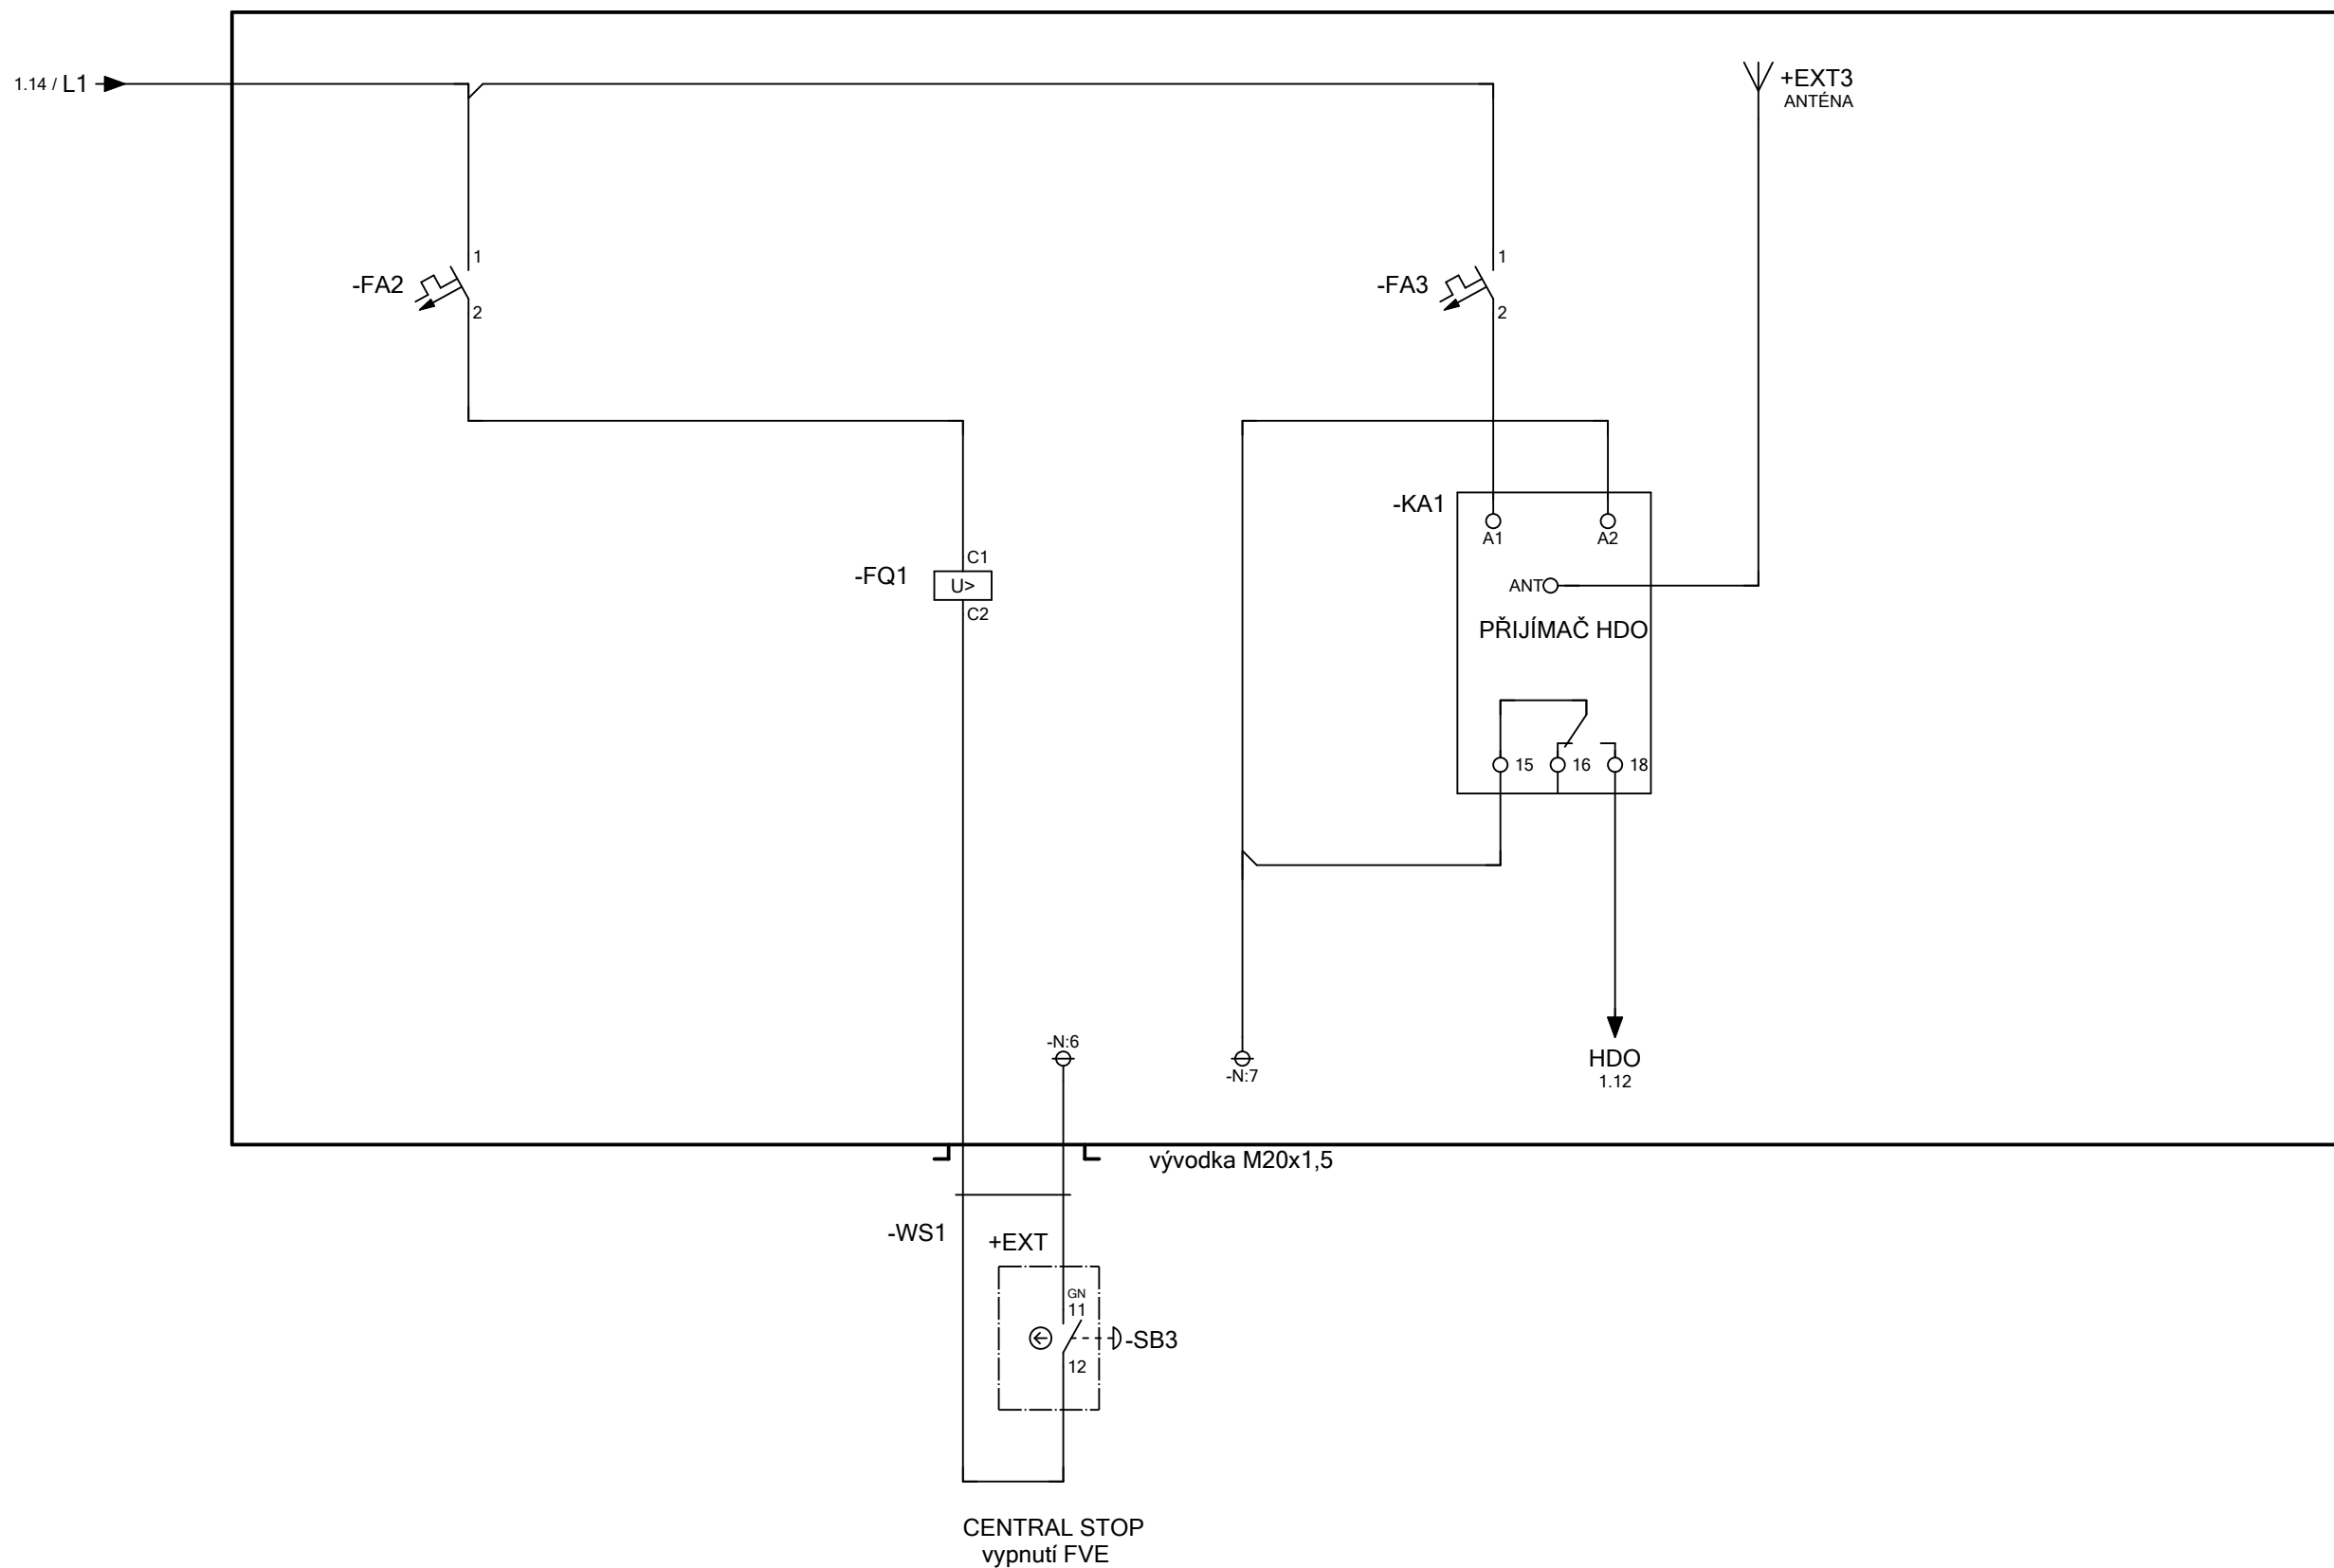 1.14 / L1
+EXT3
ANTÉNA
1
-FA2
2
1
-FA3
2
-KA1
A1
A2
C1
-FQ1
U>
C2
ANT
PŘIJÍMAČ HDO
15
16
18
-N:6
-N:7
HDO
1.12
vývodka M20x1,5
-WS1
+EXT
GN
11
-SB3
12
CENTRAL STOP
vypnutí FVE